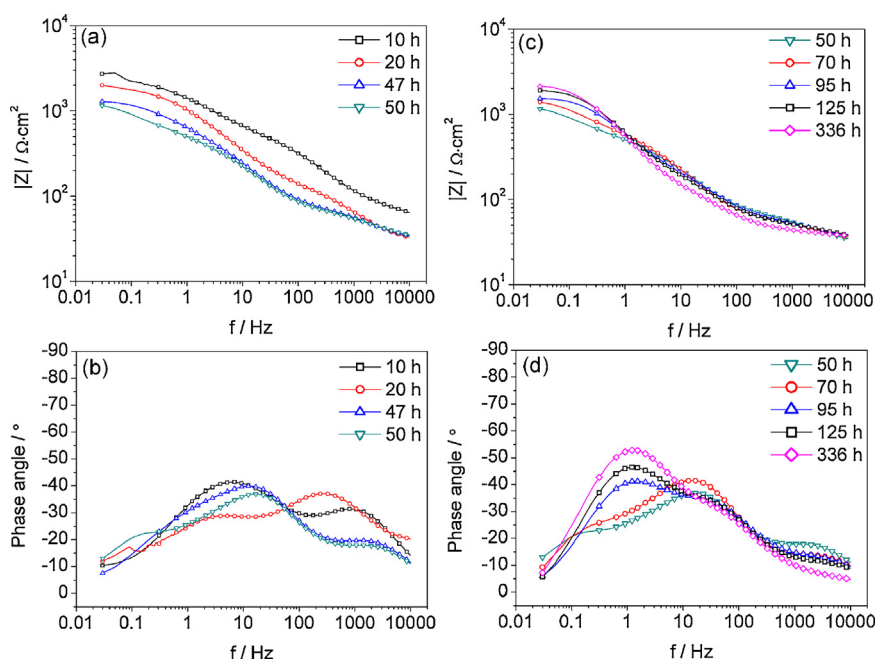 (a)
10 h
20 h
47 h
50 h
|Z| / Ω·cm²
10⁴
10³
10²
10¹
0.01 0.1 1 10 100 1000 10000
f / Hz
(c)
50 h
70 h
95 h
125 h
336 h
|Z| / Ω·cm²
10⁴
10³
10²
10¹
0.01 0.1 1 10 100 1000 10000
f / Hz
(b)
10 h
20 h
47 h
50 h
Phase angle / °
-90
-80
-70
-60
-50
-40
-30
-20
-10
0
0.01 0.1 1 10 100 1000 10000
f / Hz
(d)
50 h
70 h
95 h
125 h
336 h
Phase angle / °
-90
-80
-70
-60
-50
-40
-30
-20
-10
0
0.01 0.1 1 10 100 1000 10000
f / Hz